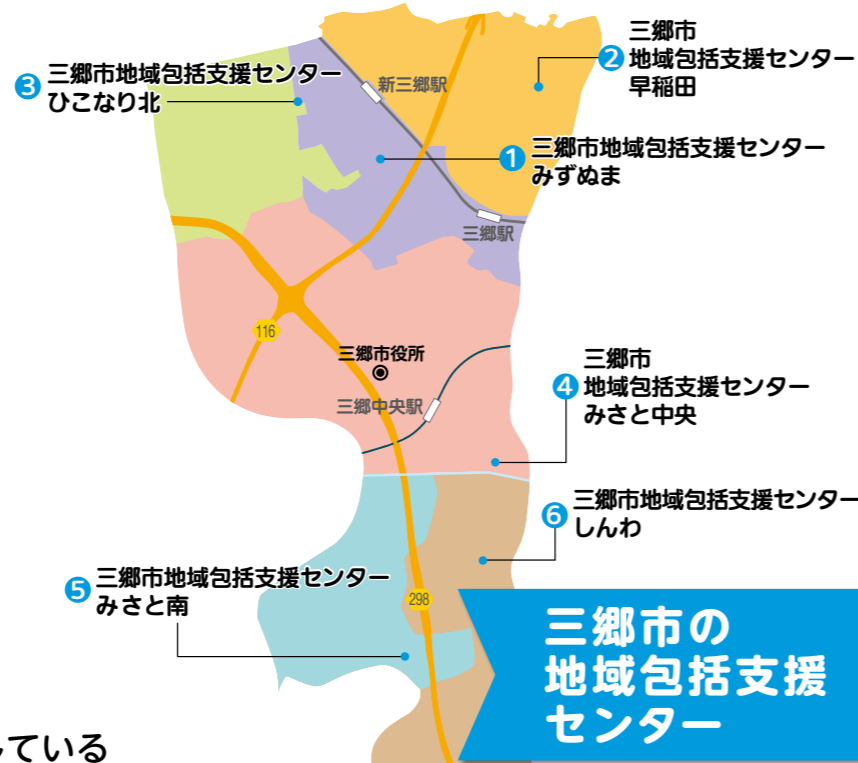 三郷市
❷ 地域包括支援センター
早稲田
❸ 三郷市地域包括支援センター
ひこなり北
新三郷駅
❶ 三郷市地域包括支援センター
みずぬま
三郷駅
116
三郷市役所
三郷中央駅
三郷市
❹ 地域包括支援センター
みさと中央
❻ 三郷市地域包括支援センター
しんわ
❺ 三郷市地域包括支援センター
みさと南
298
三郷市の
地域包括支援
センター
ている